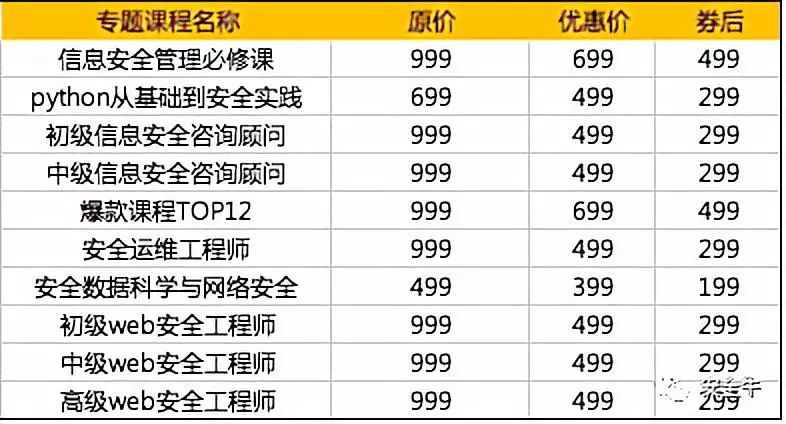 专题课程名称 原价 优惠价 券后
信息安全管理必修课 999 699 499
python从基础到安全实践 699 499 299
初级信息安全咨询顾问 999 499 299
中级信息安全咨询顾问 999 499 299
爆款课程TOP12 999 699 499
安全运维工程师 999 499 299
安全数据科学与网络安全 499 399 199
初级web安全工程师 999 499 299
中级web安全工程师 999 499 299
高级web安全工程师 999 499 299
安全牛